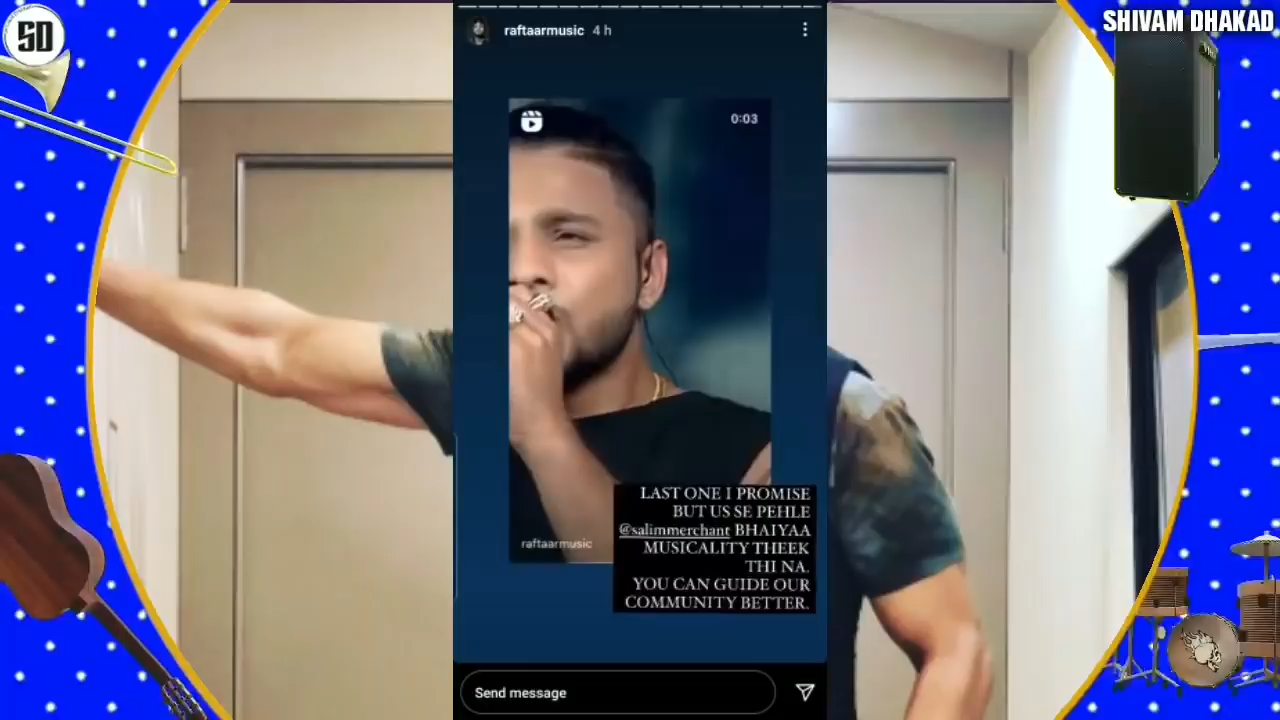 SD
SHIVAM DHAKAD
raftaarmusic 4 h
0:03
raftaarmusic
LAST ONE I PROMISE
BUT US SE PEHLE
@salimmerchant BHAIYAA
MUSICALITY THEEK
THI NA.
YOU CAN GUIDE OUR
COMMUNITY BETTER.
Send message